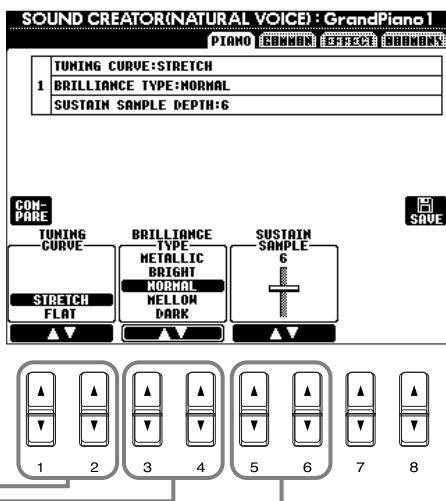 SOUND CREATOR(NATURAL VOICE) : GrandPiano1
PIANO COMMON EFFECT HARMONY
TUNING CURVE:STRETCH
1 BRILLIANCE TYPE:NORMAL
SUSTAIN SAMPLE DEPTH:6
COM-
PARE
SAVE
TUNING
CURVE
STRETCH
FLAT
BRILLIANCE
TYPE
METALLIC
BRIGHT
NORMAL
MELLOW
DARK
SUSTAIN
SAMPLE
6
1 2 3 4 5 6 7 8